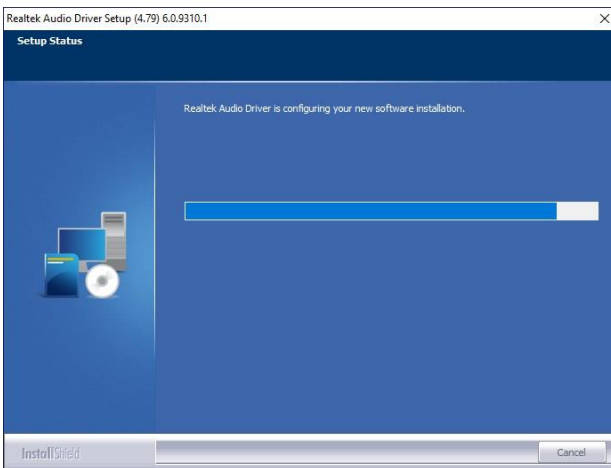 Realtek Audio Driver Setup (4.79) 6.0.9310.1
Setup Status
Realtek Audio Driver is configuring your new software installation.
InstallShield
Cancel